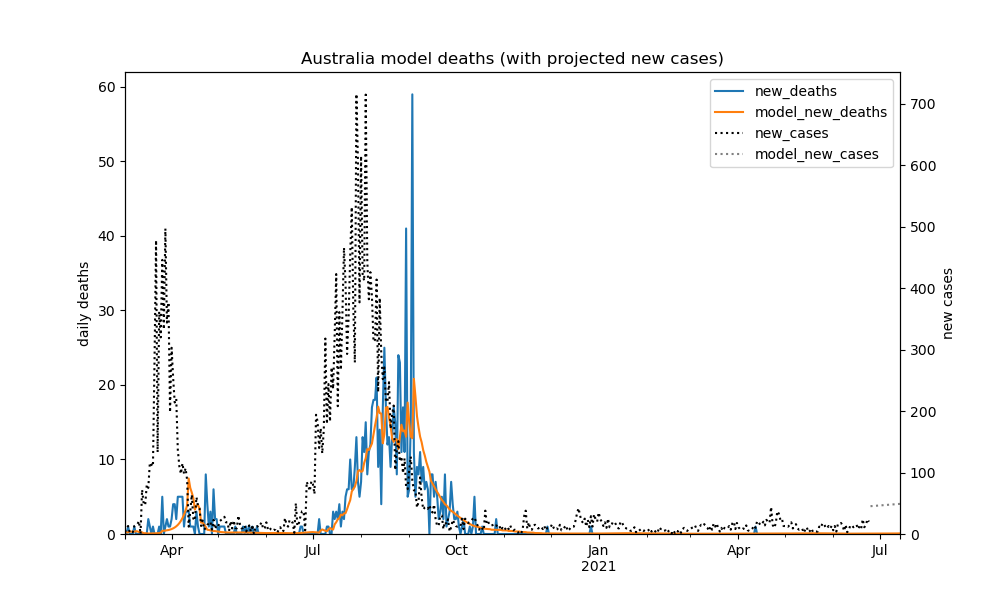 Australia model deaths (with projected new cases)
new_deaths
model_new_deaths
new_cases
model_new_cases
daily deaths
new cases
60
50
40
30
20
10
0
700
600
500
400
300
200
100
0
Apr
Jul
Oct
Jan
2021
Apr
Jul